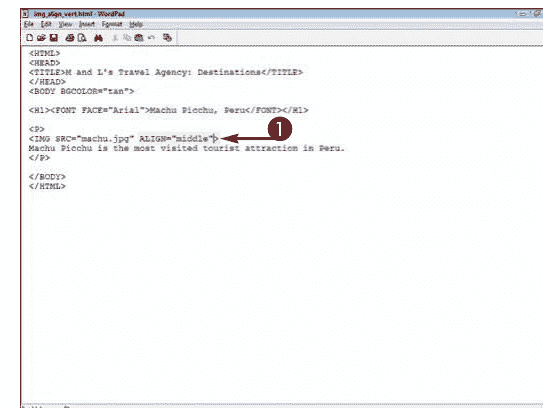 img_align_vert.html - WordPad
File Edit View Insert Format Help
<HTML>
<HEAD>
<TITLE>M and L's Travel Agency: Destinations</TITLE>
</HEAD>
<BODY BGCOLOR="tan">
<H1><FONT FACE="Arial">Machu Picchu, Peru</FONT></H1>
<P>
<IMG SRC="machu.jpg" ALIGN="middle"> 1
Machu Picchu is the most visited tourist attraction in Peru.
</P>
</BODY>
</HTML>